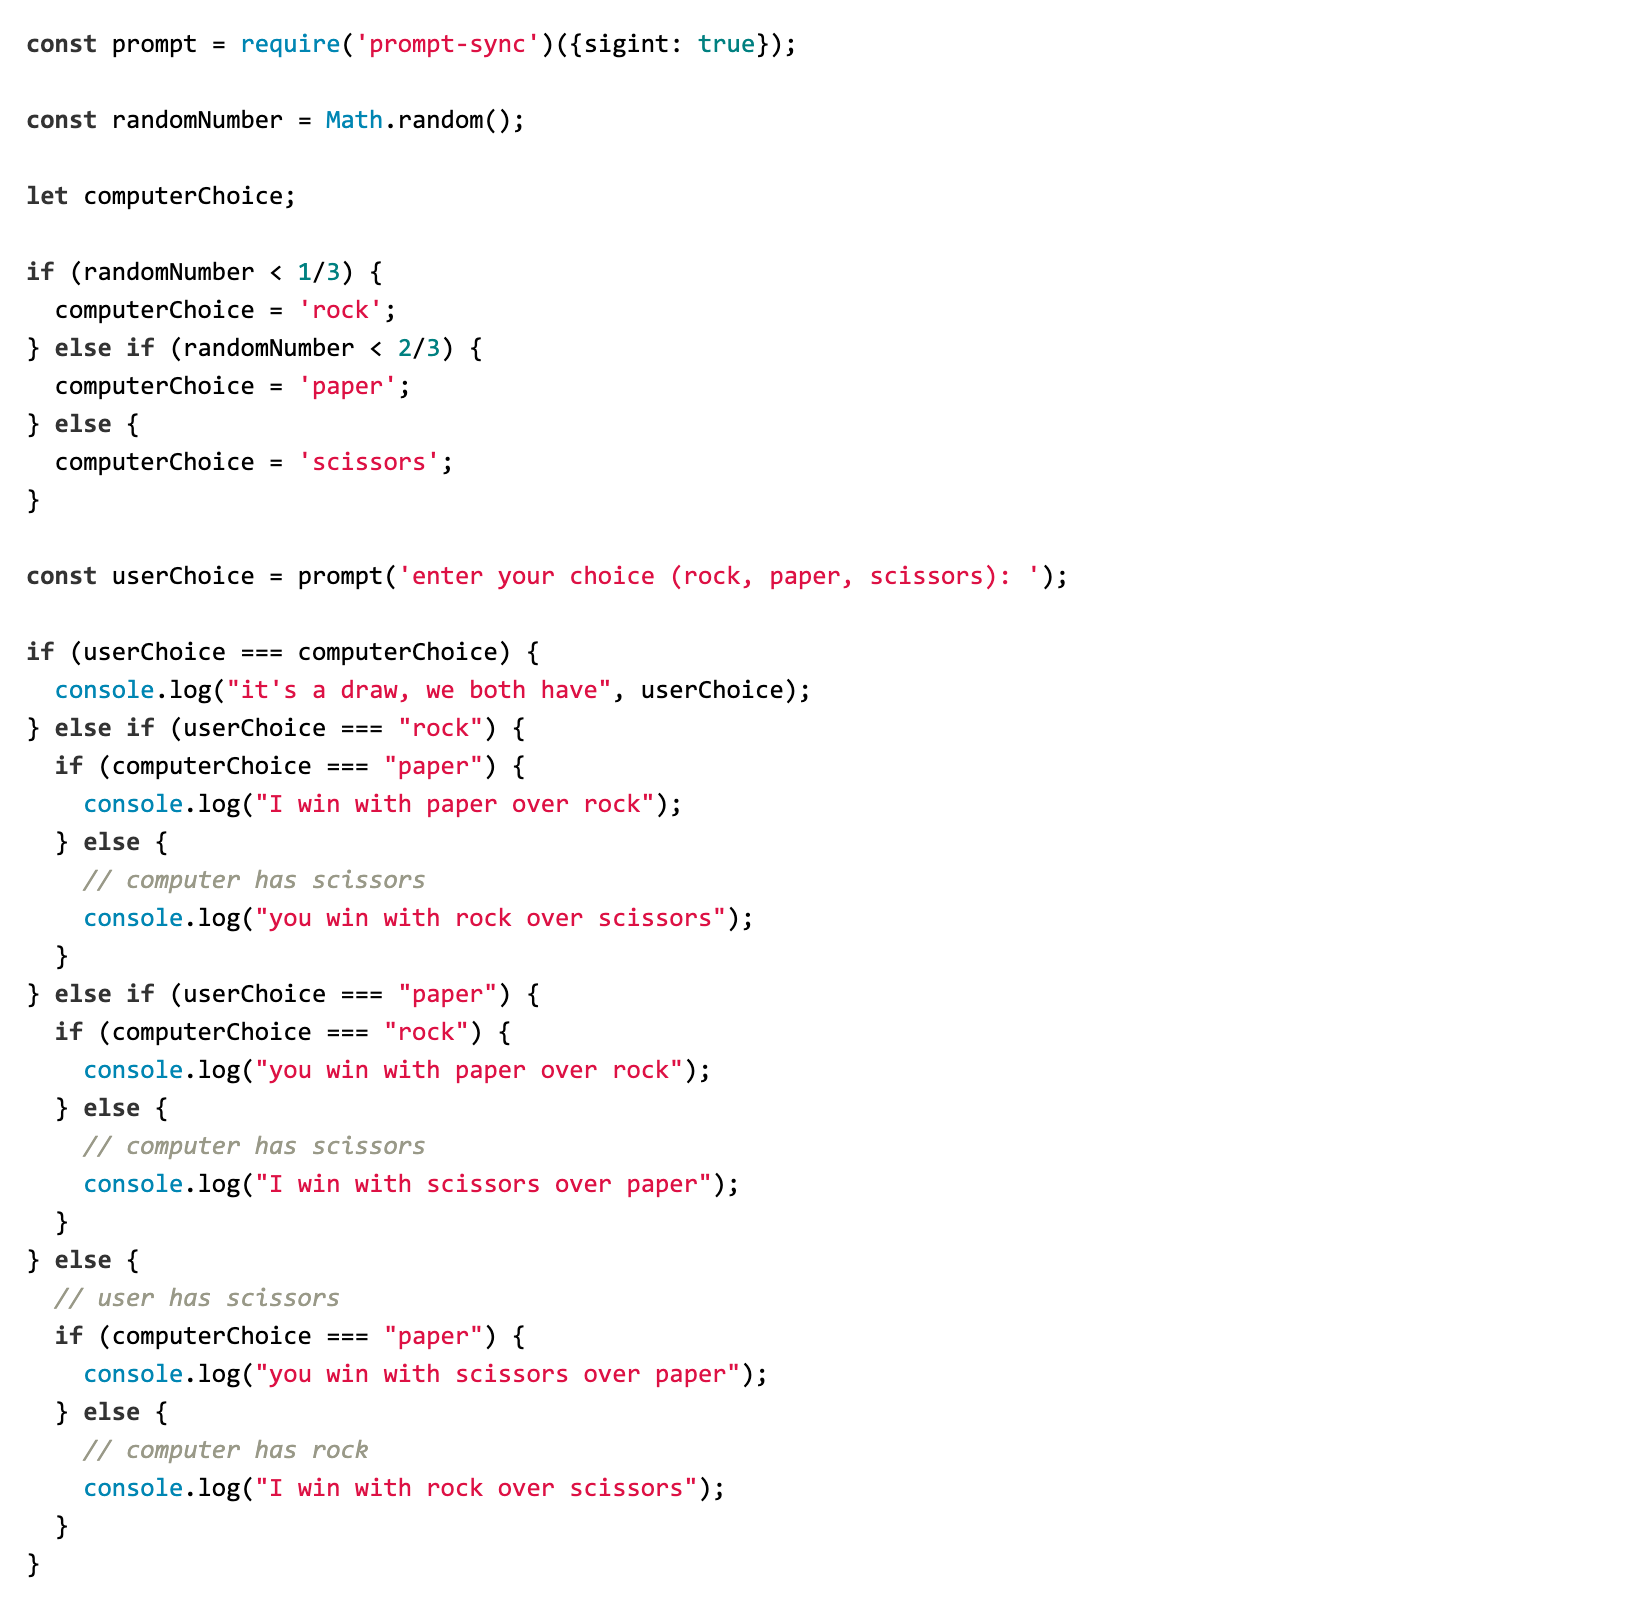 const prompt = require('prompt-sync')({sigint: true});

const randomNumber = Math.random();

let computerChoice;

if (randomNumber < 1/3) {
  computerChoice = 'rock';
} else if (randomNumber < 2/3) {
  computerChoice = 'paper';
} else {
  computerChoice = 'scissors';
}

const userChoice = prompt('enter your choice (rock, paper, scissors): ');

if (userChoice === computerChoice) {
  console.log("it's a draw, we both have", userChoice);
} else if (userChoice === "rock") {
  if (computerChoice === "paper") {
    console.log("I win with paper over rock");
  } else {
    // computer has scissors
    console.log("you win with rock over scissors");
  }
} else if (userChoice === "paper") {
  if (computerChoice === "rock") {
    console.log("you win with paper over rock");
  } else {
    // computer has scissors
    console.log("I win with scissors over paper");
  }
} else {
  // user has scissors
  if (computerChoice === "paper") {
    console.log("you win with scissors over paper");
  } else {
    // computer has rock
    console.log("I win with rock over scissors");
  }
}